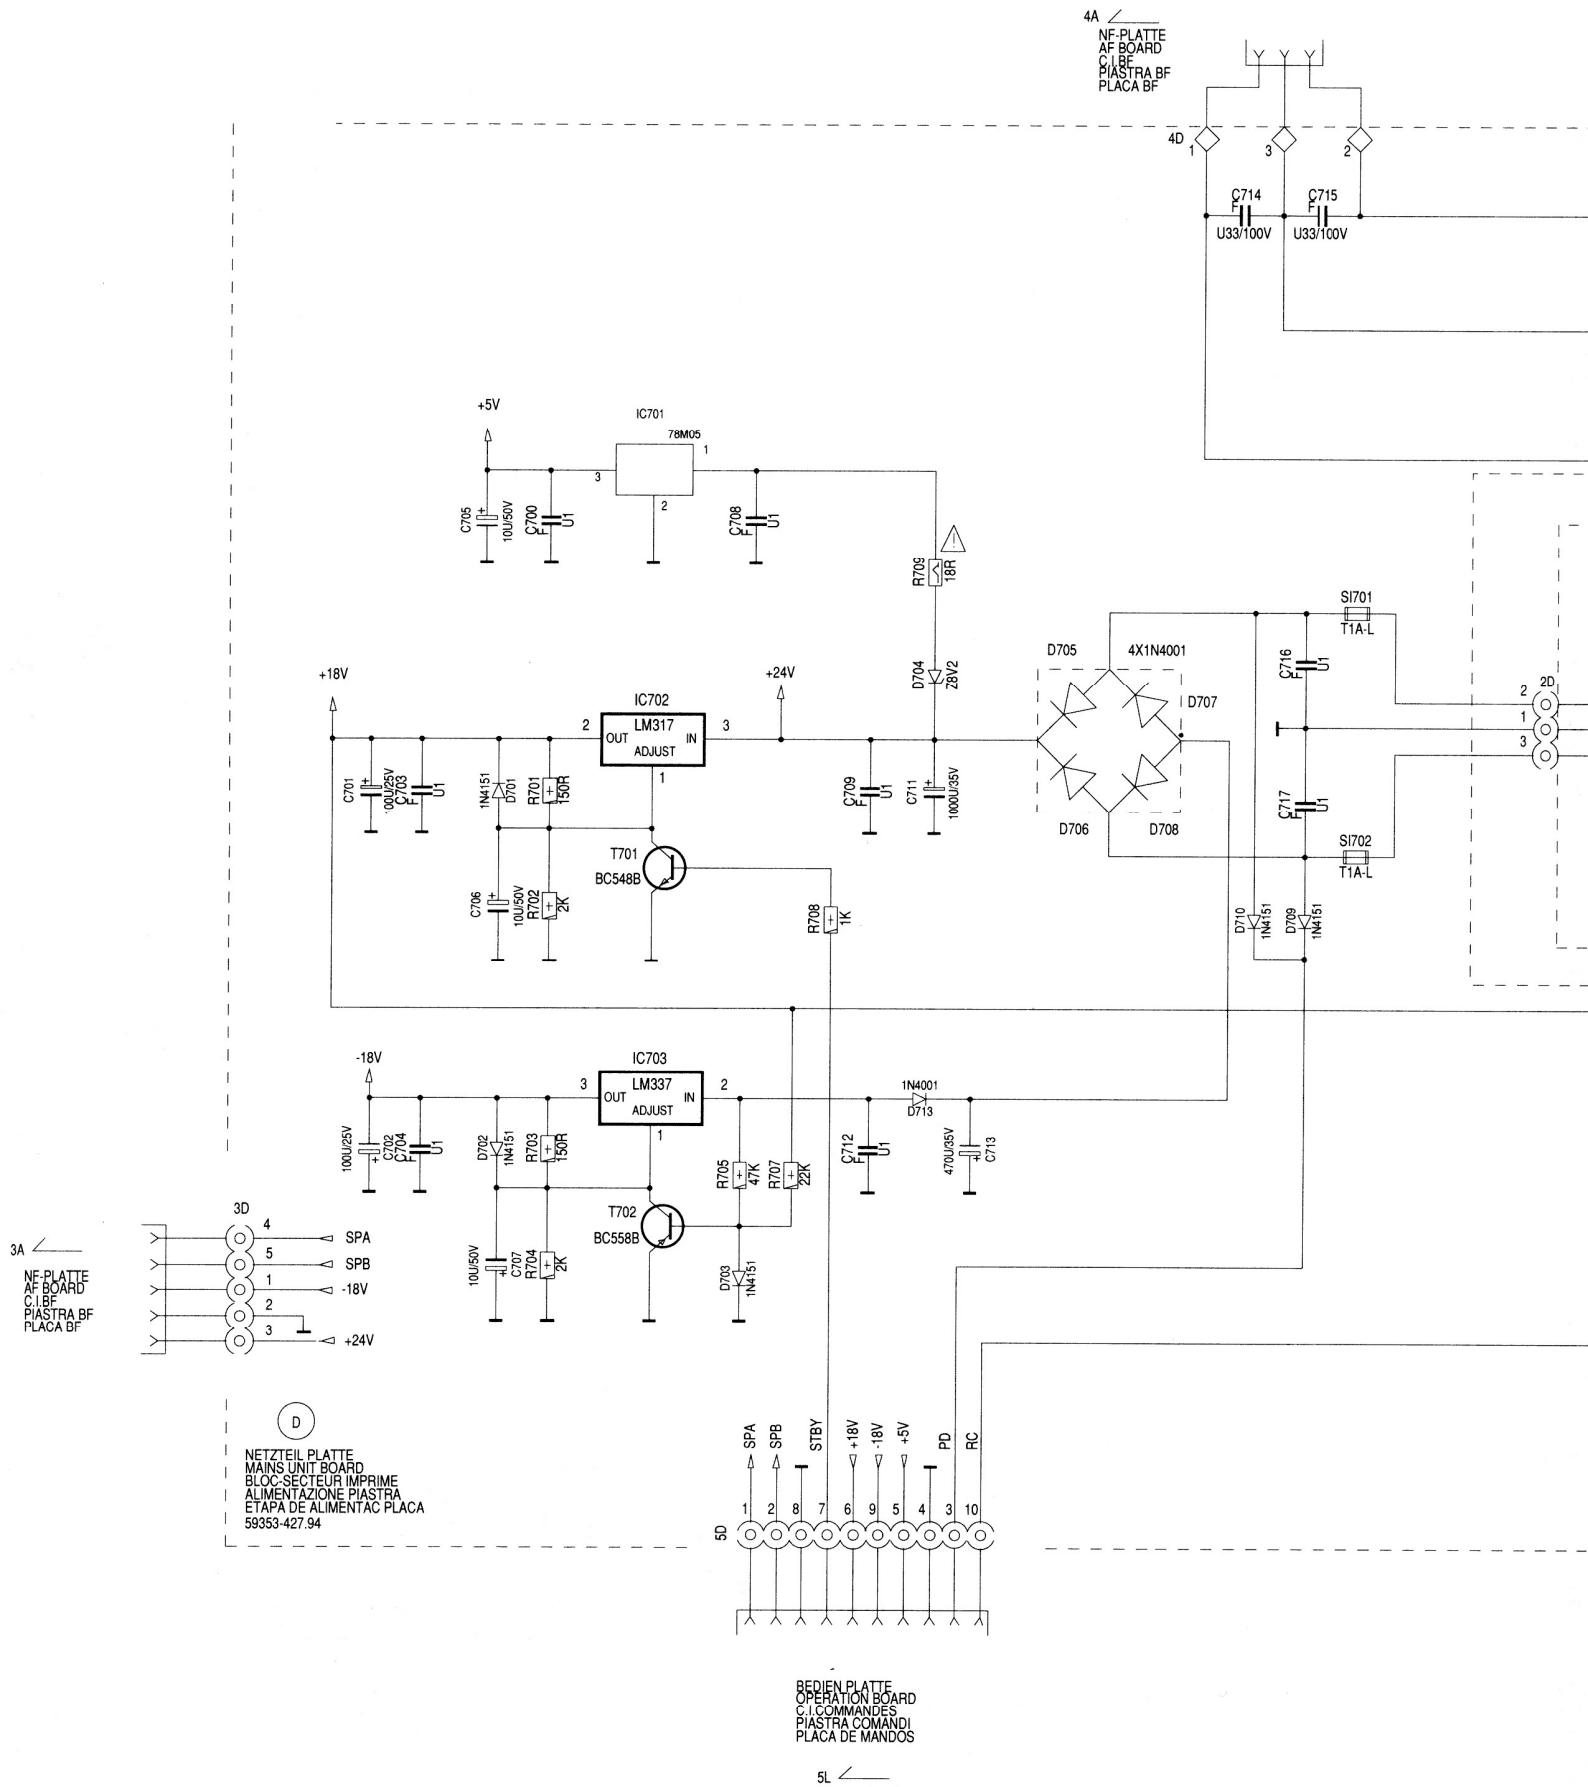 4A
NF-PLATTE
AF BOARD
C.I.BF
PIASTRA BF
PLACA BF
4D
1
3
2
C714
F
U33/100V
C715
F
U33/100V
+5V
IC701
78M05
1
3
2
C705
+
10U/50V
C700
F
U1
C708
F
U1
R709
18R
D704
Z8V2
SI701
T1A-L
D705
4X1N4001
D707
D706
D708
C716
F
U1
C717
F
U1
2D
2
1
3
SI702
T1A-L
+18V
+24V
IC702
LM317
OUT
IN
ADJUST
2
3
1
C701
+
100U/25V
C703
F
U1
1N4151
D701
R701
150R
C709
F
U1
C711
+
1000U/35V
T701
BC548B
C706
+
10U/50V
R702
2K
R708
1K
D710
1N4151
D709
1N4151
-18V
IC703
LM337
OUT
IN
ADJUST
3
2
1
1N4001
D713
100U/25V
+
C702
C704
F
U1
D702
1N4151
R703
150R
R705
47K
R707
22K
C712
F
U1
470U/35V
+
C713
T702
BC558B
10U/50V
+
C707
R704
2K
D703
1N4151
3D
3A
4
SPA
5
SPB
1
-18V
2
3
+24V
NF-PLATTE
AF BOARD
C.I.BF
PIASTRA BF
PLACA BF
D
NETZTEIL PLATTE
MAINS UNIT BOARD
BLOC-SECTEUR IMPRIME
ALIMENTAZIONE PIASTRA
ETAPA DE ALIMENTAC PLACA
59353-427.94
SPA
SPB
STBY
+18V
-18V
+5V
PD
RC
5D
1
2
8
7
6
9
5
4
3
10
BEDIEN PLATTE
OPERATION BOARD
C.I.COMMANDES
PIASTRA COMANDI
PLACA DE MANDOS
5L